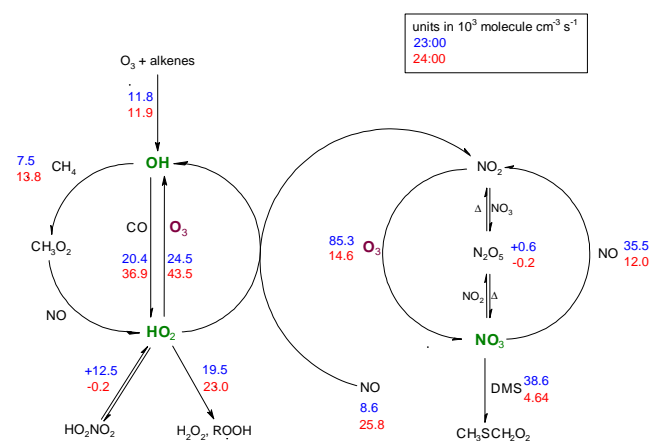 units in 10³ molecule cm⁻³ s⁻¹
23:00
24:00
O₃ + alkenes
11.8
11.9
7.5
13.8
CH₄
OH
NO₂
CO
O₃
Δ
NO₃
CH₃O₂
85.3
14.6
O₃
N₂O₅
+0.6
-0.2
NO
35.5
12.0
20.4
36.9
24.5
43.5
NO₂
Δ
NO
HO₂
NO₃
+12.5
-0.2
19.5
23.0
NO
8.6
25.8
DMS
38.6
4.64
HO₂NO₂
H₂O₂, ROOH
CH₃SCH₂O₂